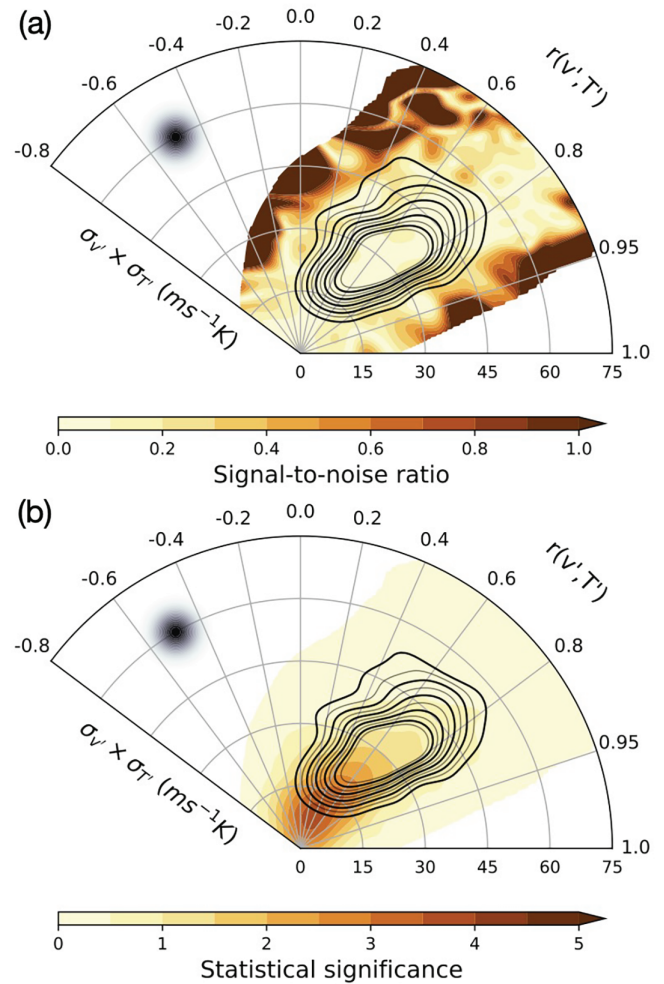 (a)
-0.8
-0.6
-0.4
-0.2
0.0
0.2
0.4
0.6
0.8
0.95
1.0
r(v',T')
σv' × σT' (ms⁻¹K)
0 15 30 45 60 75
0.0 0.2 0.4 0.6 0.8 1.0
Signal-to-noise ratio
(b)
-0.8
-0.6
-0.4
-0.2
0.0
0.2
0.4
0.6
0.8
0.95
1.0
r(v',T')
σv' × σT' (ms⁻¹K)
0 15 30 45 60 75
0 1 2 3 4 5
Statistical significance